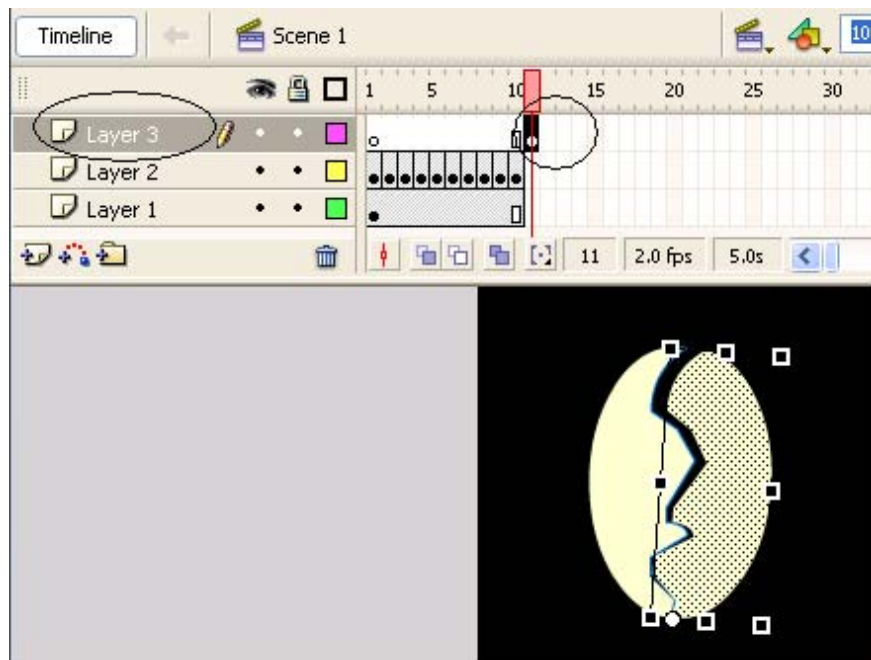 Timeline Scene 1 10
1 5 10 15 20 25 30
Layer 3
Layer 2
Layer 1
11 2.0 fps 5.0s